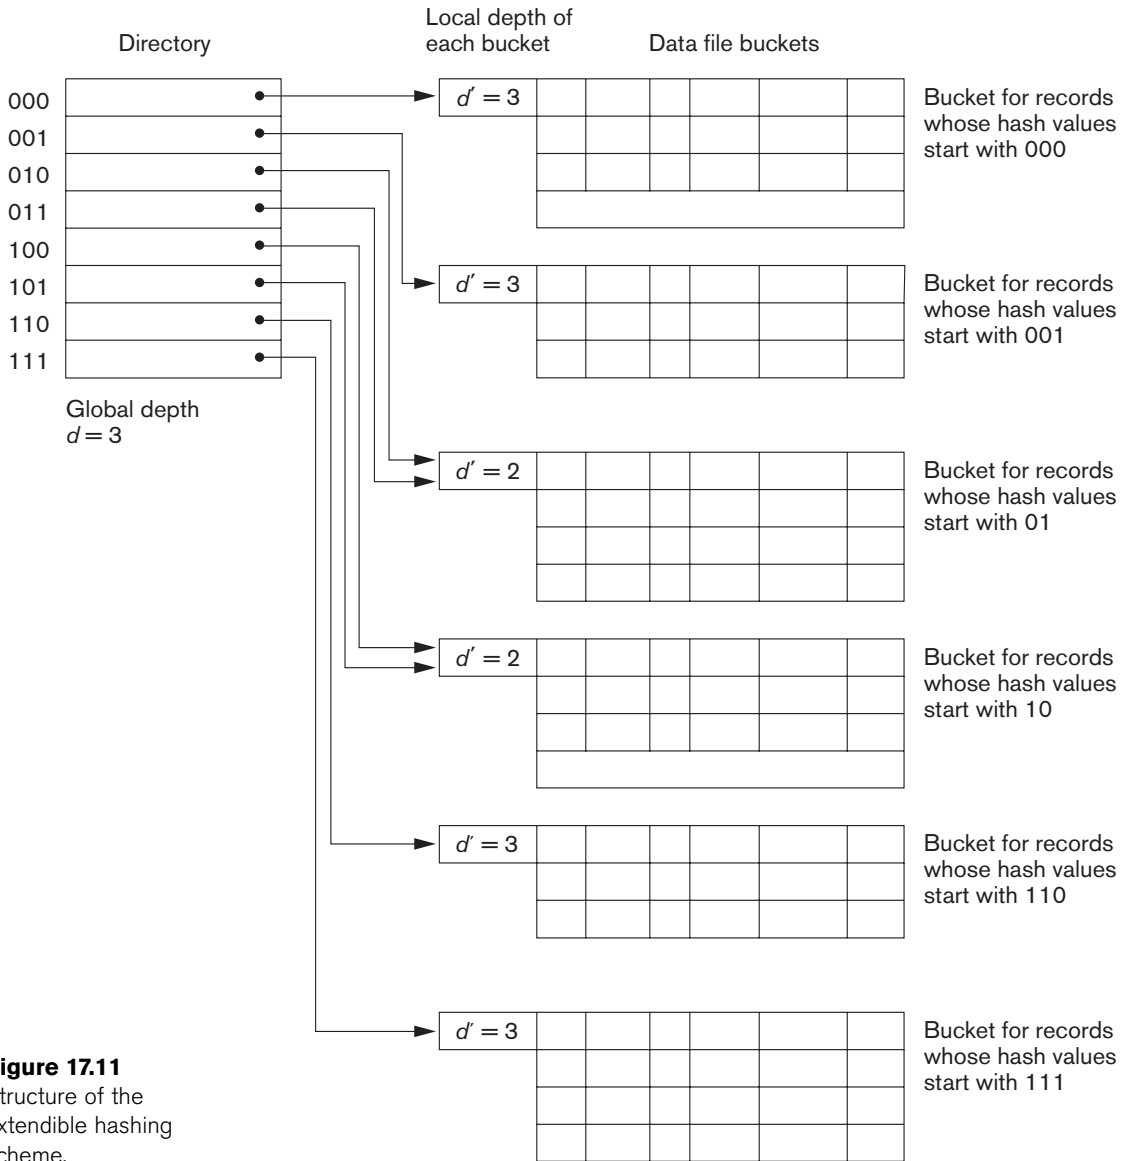 Directory
Local depth of
each bucket
Data file buckets
000
001
010
011
100
101
110
111
Global depth
d = 3
d′ = 3
Bucket for records
whose hash values
start with 000
d′ = 3
Bucket for records
whose hash values
start with 001
d′ = 2
Bucket for records
whose hash values
start with 01
d′ = 2
Bucket for records
whose hash values
start with 10
d′ = 3
Bucket for records
whose hash values
start with 110
d′ = 3
Bucket for records
whose hash values
start with 111
igure 17.11
tructure of the
xtendible hashing
cheme.